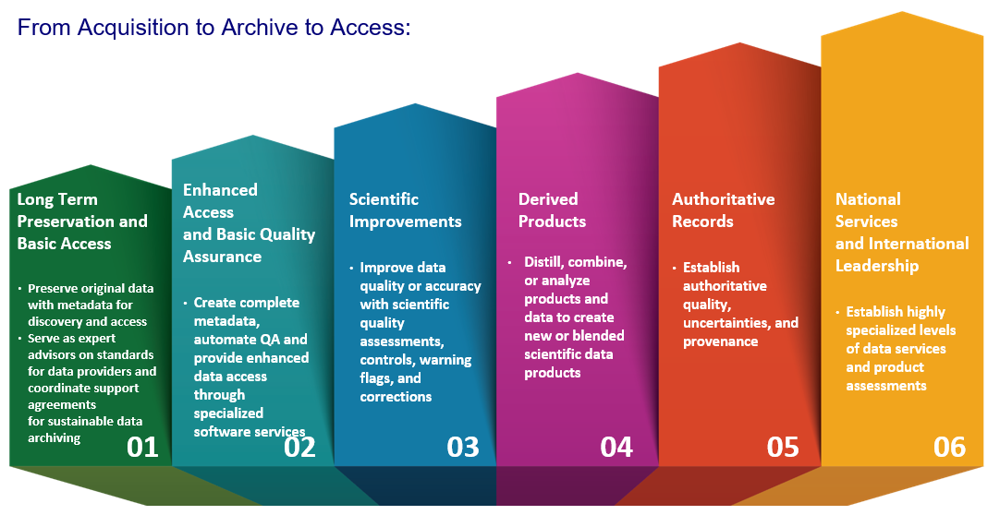 From Acquisition to Archive to Access:
Long Term
Preservation and
Basic Access
• Preserve original data
with metadata for
discovery and access
• Serve as expert
advisors on standards
for data providers and
coordinate support
agreements
for sustainable data
archiving
01
Enhanced
Access
and Basic Quality
Assurance
• Create complete
metadata,
automate QA and
provide enhanced
data access
through
specialized
software services
02
Scientific
Improvements
• Improve data
quality or accuracy
with scientific
quality
assessments,
controls, warning
flags, and
corrections
03
Derived
Products
• Distill, combine,
or analyze
products and
data to create
new or blended
scientific data
products
04
Authoritative
Records
• Establish
authoritative
quality,
uncertainties, and
provenance
05
National
Services
and International
Leadership
• Establish highly
specialized levels
of data services
and product
assessments
06